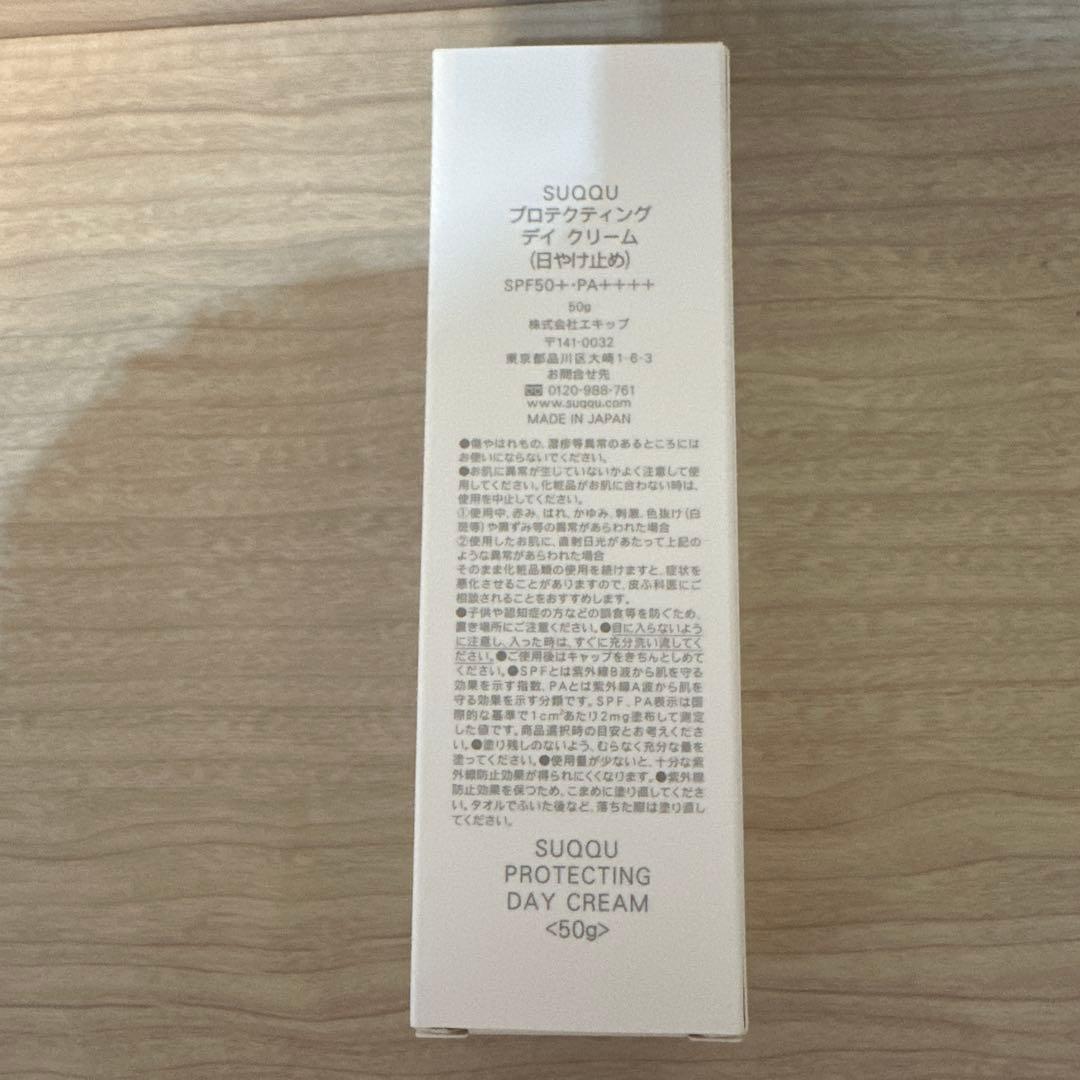 SUQQU
プロテクティング
デイ クリーム
(日やけ止め)
SPF50+・PA++++
50g
株式会社エキップ
〒141-0032
東京都品川区大崎1-6-3
お問合せ先
0120-988-761
www.suqqu.com
MADE IN JAPAN
●傷やはれもの、湿疹等異常のあるところには
お使いにならないでください。
●お肌に異常が生じていないかよく注意して使
用してください。化粧品がお肌に合わない時は、
使用を中止してください。
①使用中、赤み、はれ、かゆみ、刺激、色抜け(白
斑等)や黒ずみ等の異常があらわれた場合
②使用したお肌に、直射日光があたって上記の
ような異常があらわれた場合
そのまま化粧品類の使用を続けますと、症状を
悪化させることがありますので、皮ふ科医にご
相談されることをおすすめします。
●子供や認知症の方などの誤食等を防ぐため、
置き場所にご注意ください。●目に入らないよう
に注意し、入った時は、すぐに充分洗い流してく
ださい。●ご使用後はキャップをきちんとしめて
ください。●SPFとは紫外線B波から肌を守る
効果を示す指数、PAとは紫外線A波から肌を
守る効果を示す分類です。SPF、PA表示は国
際的な基準で1cm²あたり2mg塗布して測定
した値です。商品選択時の目安とお考えくださ
い。●塗り残しのないよう、むらなく充分な量を
塗ってください。●使用量が少ないと、十分な紫
外線防止効果が得られにくくなります。●紫外線
防止効果を保つため、こまめに塗り直してくださ
い。タオルでふいた後など、落ちた際は塗り直し
てください。
SUQQU
PROTECTING
DAY CREAM
<50g>